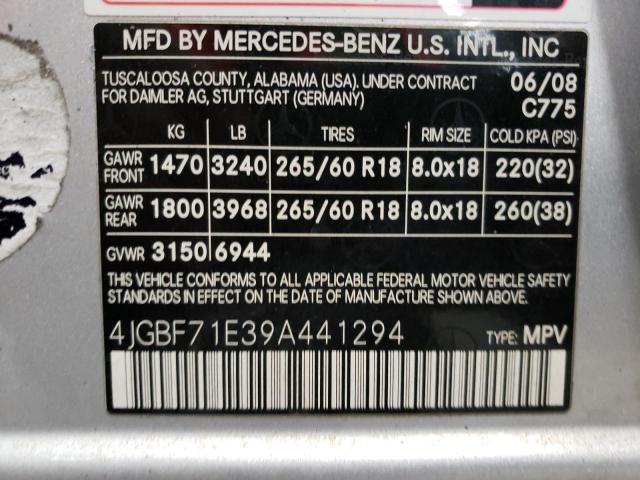 MFD BY MERCEDES-BENZ U.S. INTL., INC
TUSCALOOSA COUNTY, ALABAMA (USA), UNDER CONTRACT 06/08
FOR DAIMLER AG, STUTTGART (GERMANY) C775
KG LB TIRES RIM SIZE COLD KPA (PSI)
GAWR FRONT 1470 3240 265/60 R18 8.0x18 220(32)
GAWR REAR 1800 3968 265/60 R18 8.0x18 260(38)
GVWR 3150 6944
THIS VEHICLE CONFORMS TO ALL APPLICABLE FEDERAL MOTOR VEHICLE SAFETY
STANDARDS IN EFFECT ON THE DATE OF MANUFACTURE SHOWN ABOVE.
4JGBF71E39A441294 TYPE: MPV